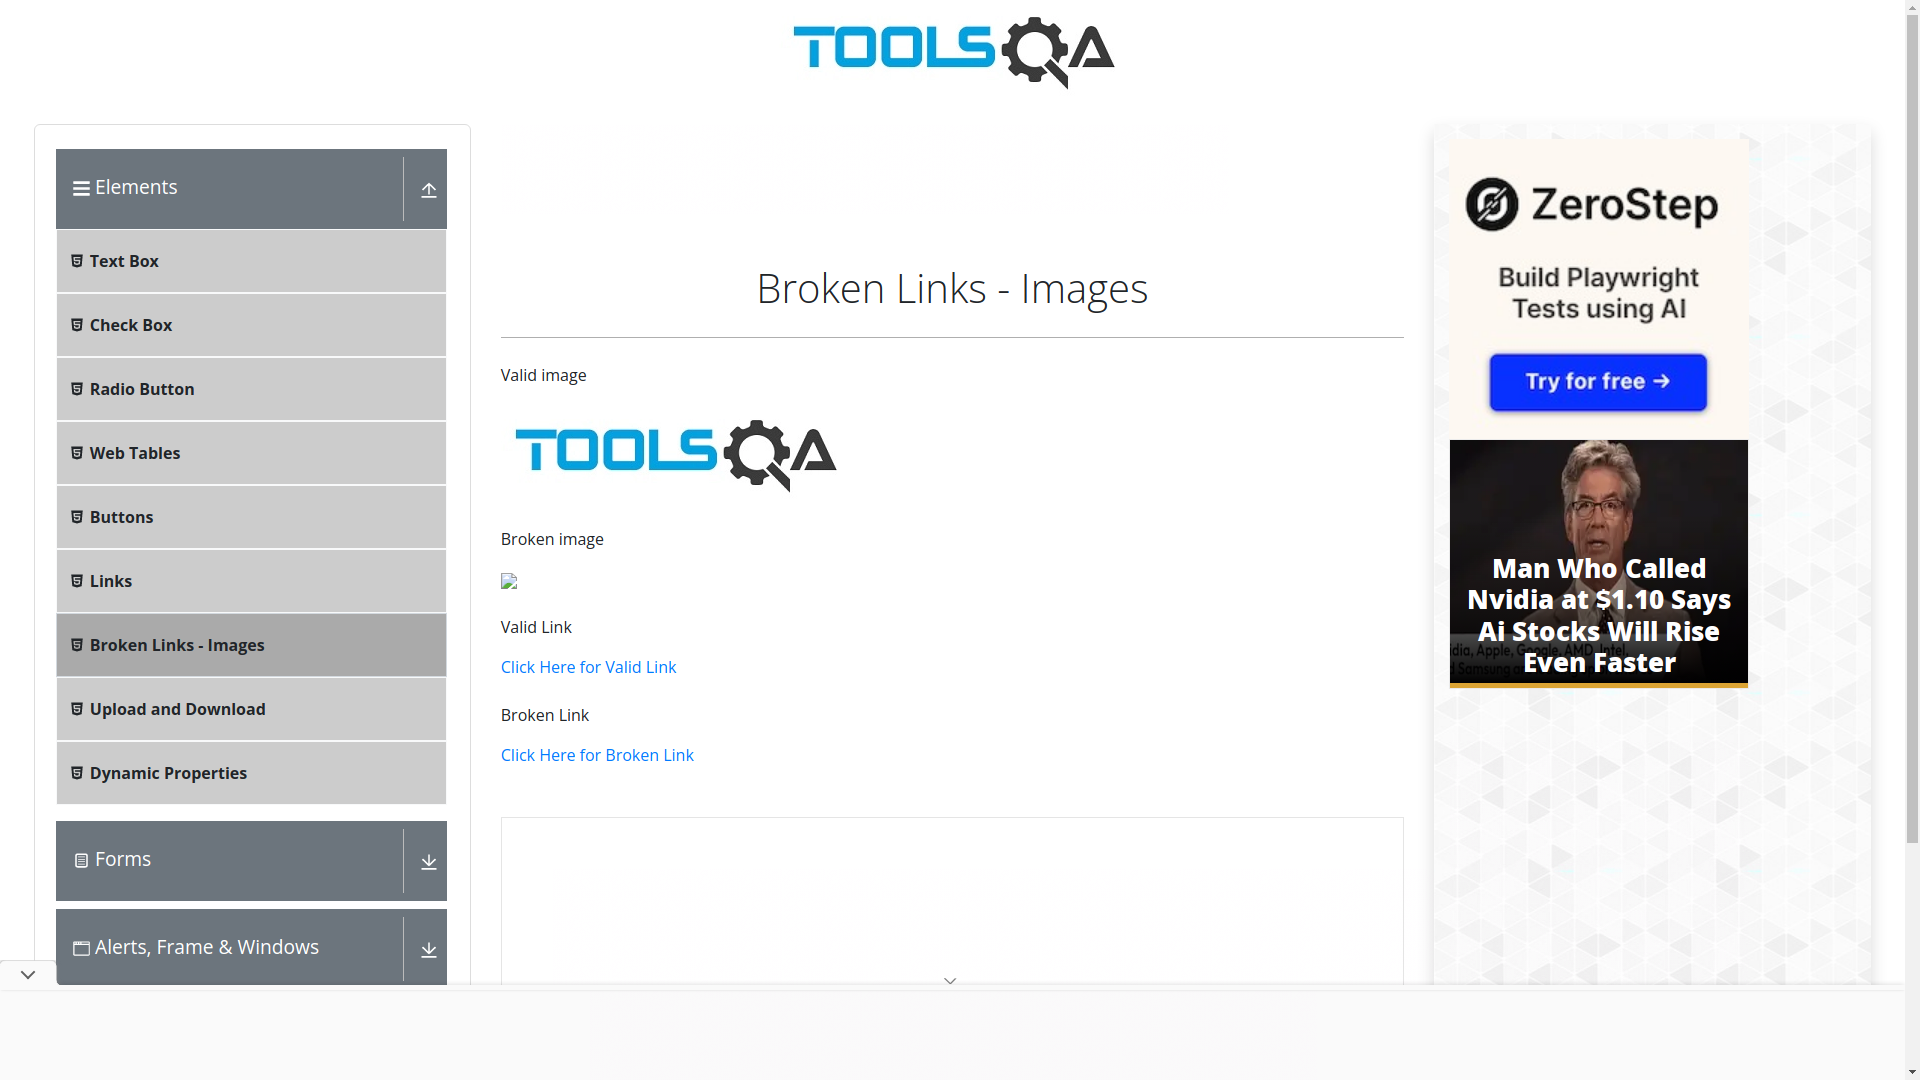 TOOLSQA
Elements
Text Box
Check Box
Radio Button
Web Tables
Buttons
Links
Broken Links - Images
Upload and Download
Dynamic Properties
Forms
Alerts, Frame & Windows
Broken Links - Images
Valid image
TOOLSQA
Broken image
Valid Link
Click Here for Valid Link
Broken Link
Click Here for Broken Link
ZeroStep
Build Playwright
Tests using AI
Try for free →
Man Who Called
Nvidia at $1.10 Says
Ai Stocks Will Rise
Even Faster
dia, Apple, Google, AMD, Intel,
Samsung